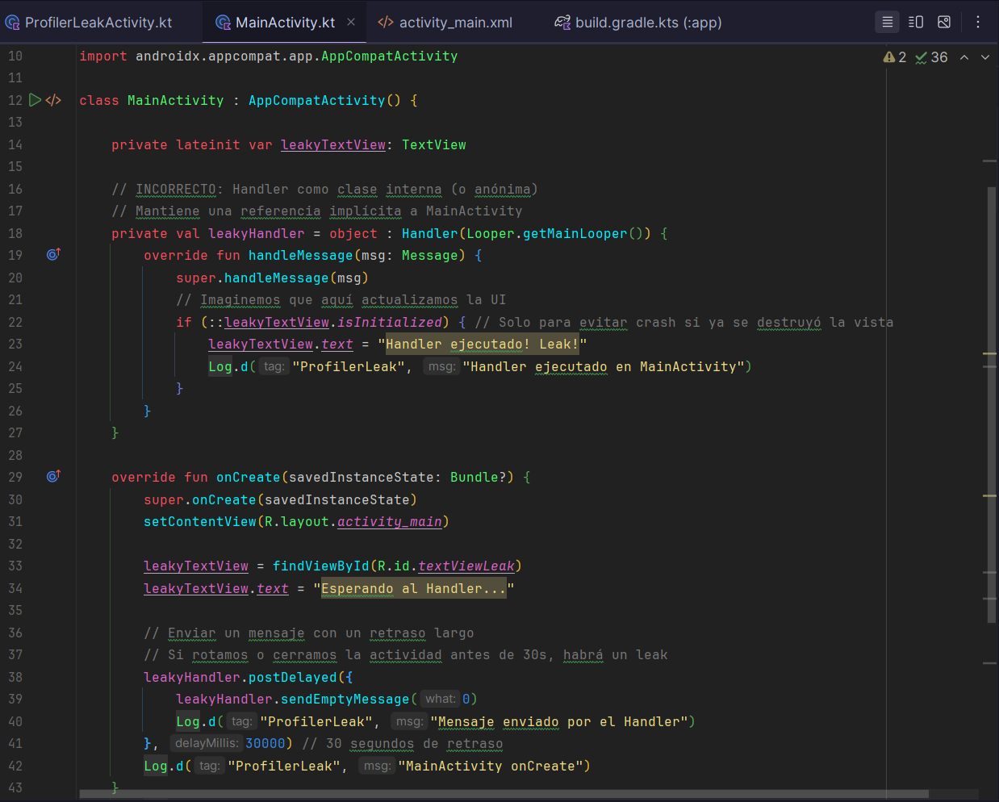 ProfilerLeakActivity.kt MainActivity.kt activity_main.xml build.gradle.kts (:app)
2 36
10 import androidx.appcompat.app.AppCompatActivity
11
12 class MainActivity : AppCompatActivity() {
13
14 private lateinit var leakyTextView: TextView
15
16 // INCORRECTO: Handler como clase interna (o anónima)
17 // Mantiene una referencia implícita a MainActivity
18 private val leakyHandler = object : Handler(Looper.getMainLooper()) {
19 override fun handleMessage(msg: Message) {
20 super.handleMessage(msg)
21 // Imaginemos que aquí actualizamos la UI
22 if (::leakyTextView.isInitialized) { // Solo para evitar crash si ya se destruyó la vista
23 leakyTextView.text = "Handler ejecutado! Leak!"
24 Log.d( tag: "ProfilerLeak", msg: "Handler ejecutado en MainActivity")
25 }
26 }
27 }
28
29 override fun onCreate(savedInstanceState: Bundle?) {
30 super.onCreate(savedInstanceState)
31 setContentView(R.layout.activity_main)
32
33 leakyTextView = findViewById(R.id.textViewLeak)
34 leakyTextView.text = "Esperando al Handler..."
35
36 // Enviar un mensaje con un retraso largo
37 // Si rotamos o cerramos la actividad antes de 30s, habrá un leak
38 leakyHandler.postDelayed({
39 leakyHandler.sendEmptyMessage( what: 0)
40 Log.d( tag: "ProfilerLeak", msg: "Mensaje enviado por el Handler")
41 }, delayMillis: 30000) // 30 segundos de retraso
42 Log.d( tag: "ProfilerLeak", msg: "MainActivity onCreate")
43 }